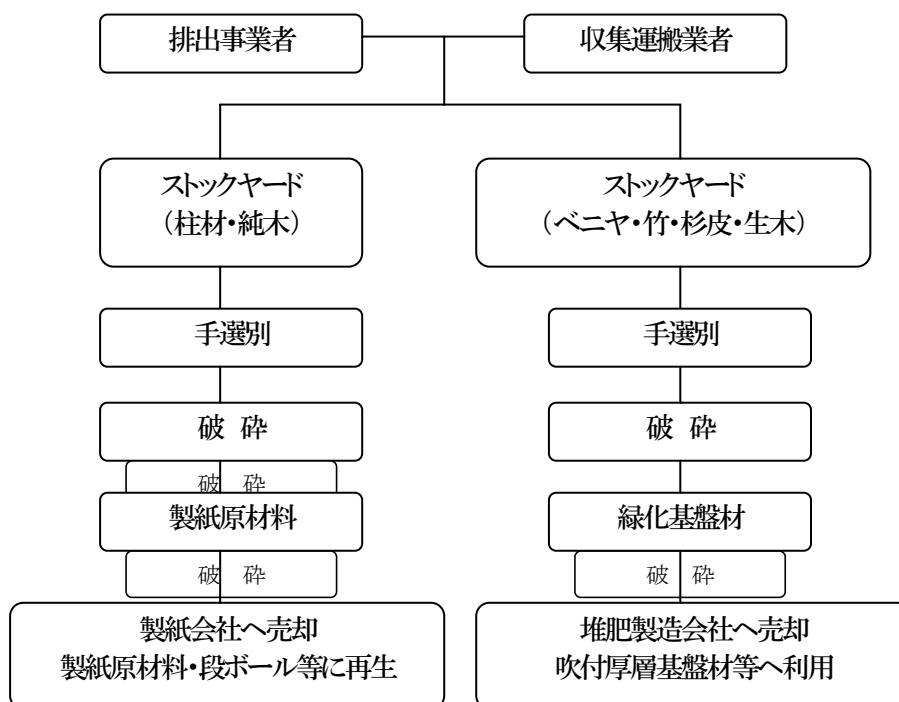 排出事業者
収集運搬業者
ストックヤード
（柱材・純木）
ストックヤード
（ベニヤ・竹・杉皮・生木）
手選別
手選別
破 砕
破 砕
破 砕
製紙原材料
緑化基盤材
破 砕
破 砕
製紙会社へ売却
製紙原材料・段ボール等に再生
堆肥製造会社へ売却
吹付厚層基盤材等へ利用